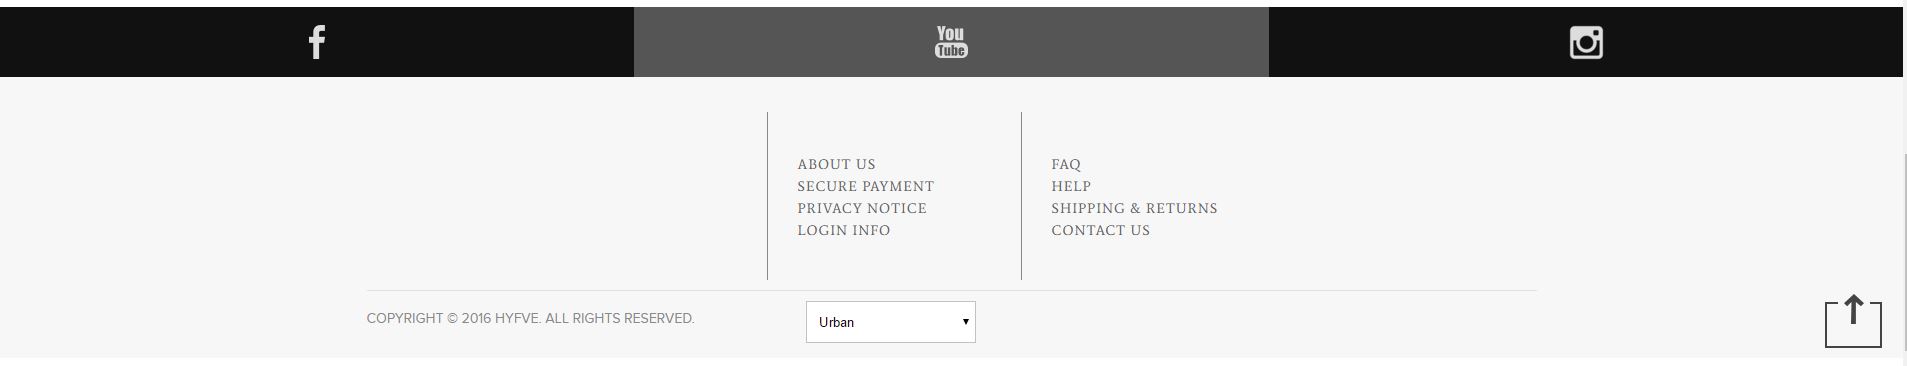 f
You
Tube
ABOUT US
SECURE PAYMENT
PRIVACY NOTICE
LOGIN INFO
FAQ
HELP
SHIPPING & RETURNS
CONTACT US
COPYRIGHT © 2016 HYFVE. ALL RIGHTS RESERVED.
Urban